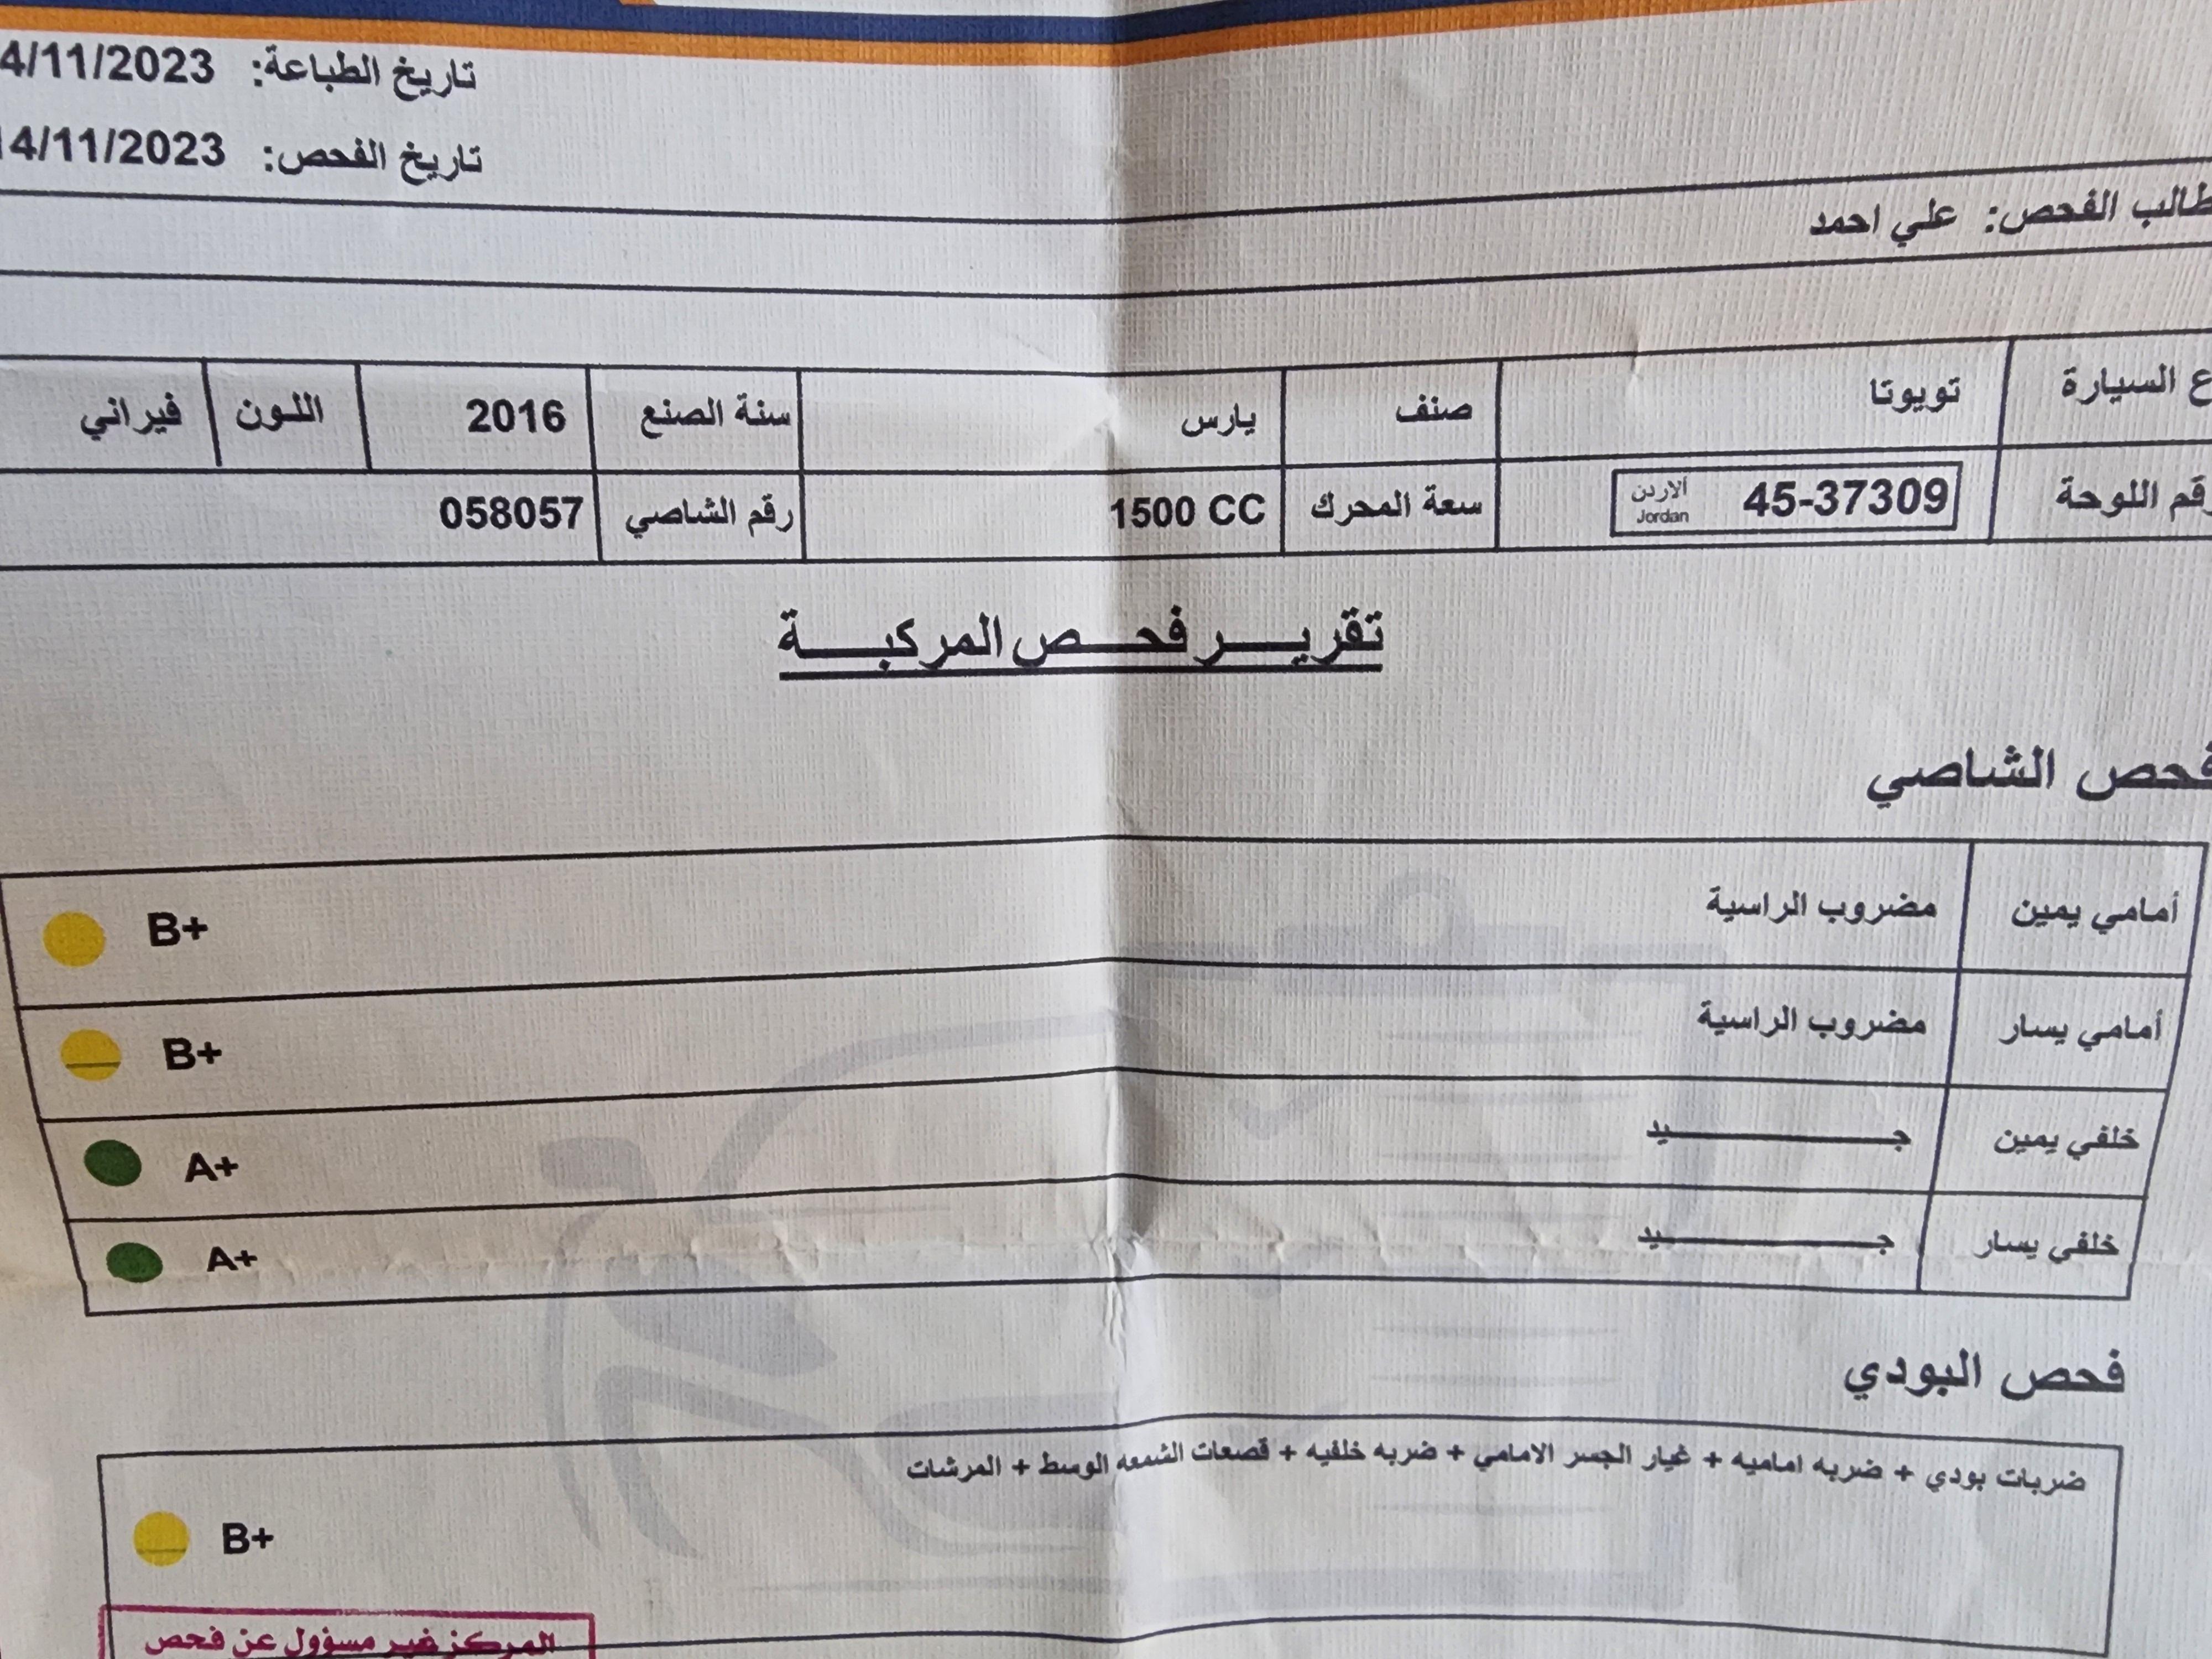 تاريخ الطباعة: 4/11/2023
تاريخ الفحص: 14/11/2023
طالب الفحص: علي احمد
ع السيارة تويوتا صنف يارس سنة الصنع 2016 اللون فيراني
رقم اللوحة 45-37309 الاردن Jordan سعة المحرك 1500 CC رقم الشاصي 058057
تقرير فحص المركبة
فحص الشاصي
أمامي يمين مضروب الراسية B+
أمامي يسار مضروب الراسية B+
خلفي يمين جيد A+
خلفي يسار جيد A+
فحص البودي
ضربات بودي + ضربه اماميه + غيار الجسر الامامي + ضربه خلفيه + قصعات الشمعه الوسط + المرشات
B+
المركز غير مسؤول عن فحص